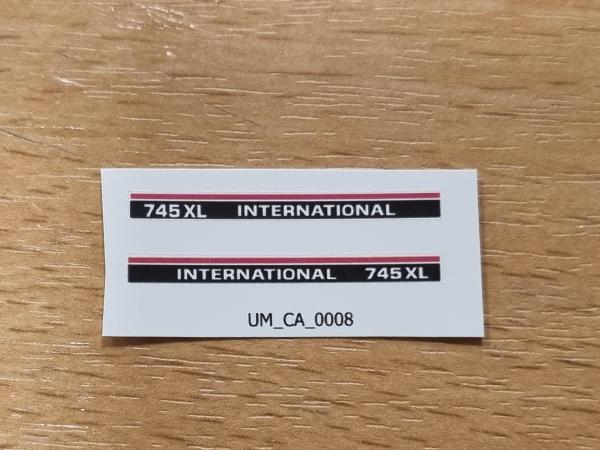 745 XL INTERNATIONAL
INTERNATIONAL 745 XL
UM_CA_0008